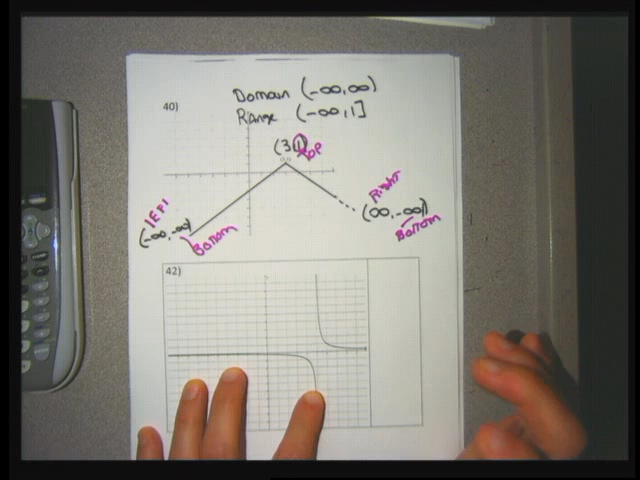 Domain (-∞,∞)
40)
Range (-∞,1]
(3,1)
Top
Right
LEFt
(-∞,-∞)
(∞,-∞)
Bottom
Bottom
42)